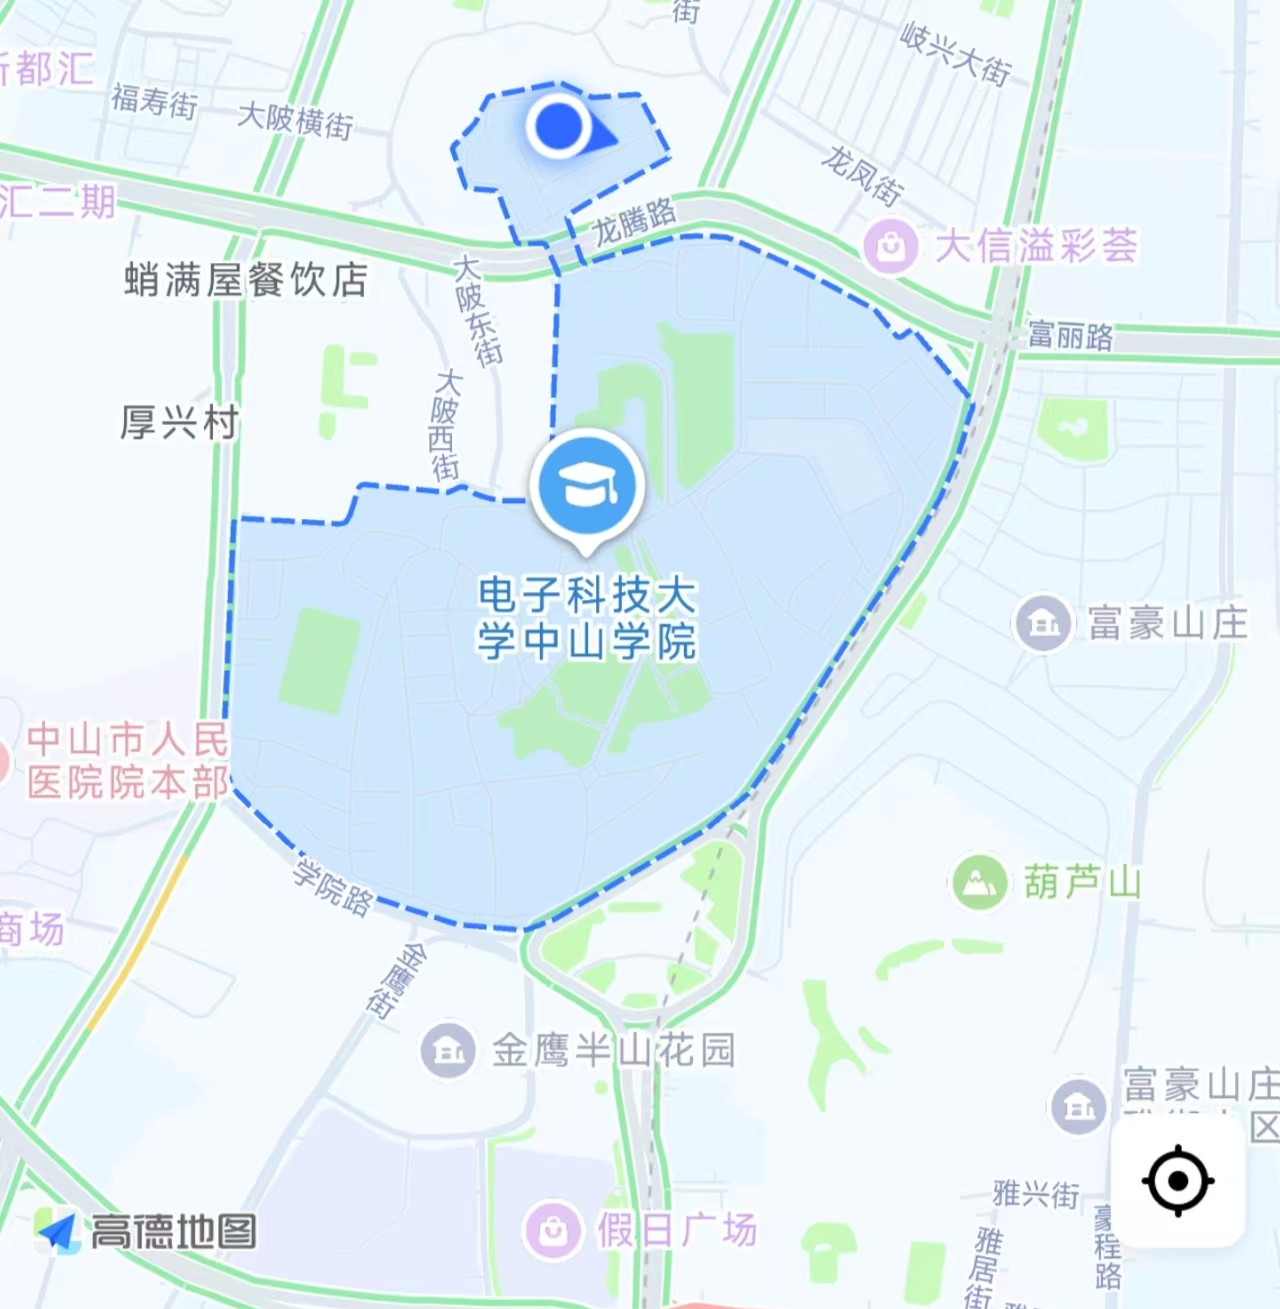 街
岐兴大街
新都汇
福寿街
大陂横街
龙凤街
汇二期
龙腾路
大信溢彩荟
蛸满屋餐饮店
大陂东街
富丽路
大陂西街
厚兴村
电子科技大
学中山学院
富豪山庄
中山市人民
医院院本部
学院路
葫芦山
商场
金鹰街
金鹰半山花园
富豪山庄
区
雅兴街
豪程路
高德地图
假日广场
雅居街